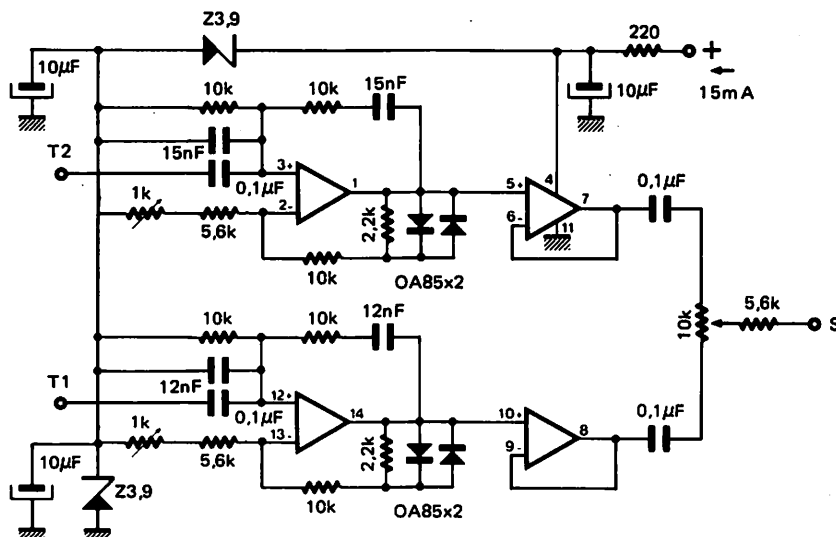 Z3,9
220
+
10µF
10k
10k
15nF
10µF
15mA
T2
15nF
0,1µF
3+
1
5+
4
7
0,1µF
2-
6-
11
1k
5,6k
2,2k
10k
OA85x2
10k
10k
12nF
10k
5,6k
S
T1
12nF
0,1µF
12+
14
10+
8
0,1µF
13-
9-
1k
5,6k
2,2k
10µF
Z3,9
10k
OA85x2